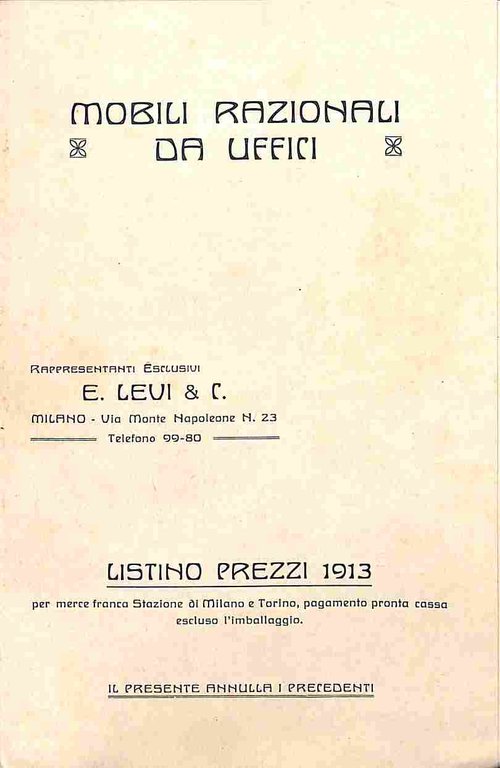 MOBILI RAZIONALI
DA UFFICI
RAPPRESENTANTI ESCLUSIVI
E. LEVI & C.
MILANO - Via Monte Napoleone N. 23
Telefono 99-80
LISTINO PREZZI 1913
per merce franca Stazione di Milano e Torino, pagamento pronta cassa
escluso l'imballaggio.
IL PRESENTE ANNULLA I PRECEDENTI